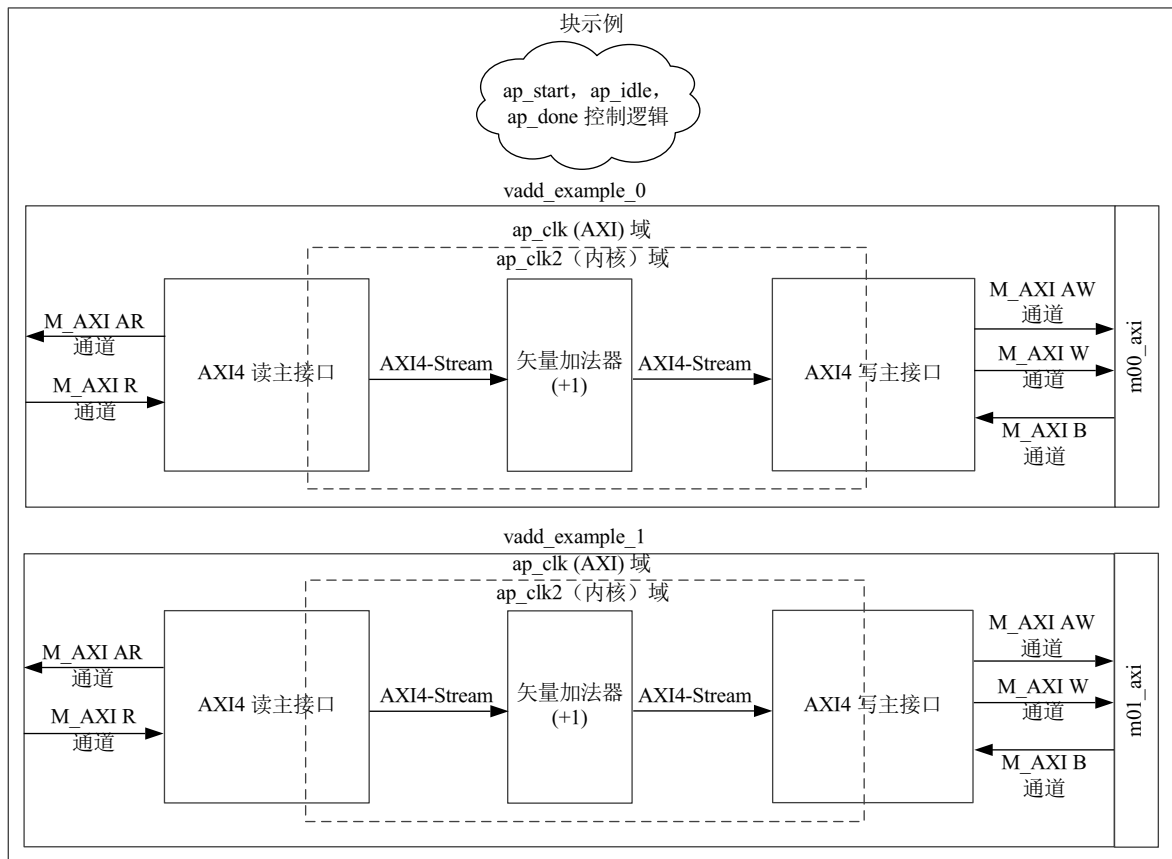 块示例
ap_start，ap_idle，
ap_done 控制逻辑
vadd_example_0
ap_clk (AXI) 域
ap_clk2（内核）域
M_AXI AR
通道
M_AXI R
通道
AXI4 读主接口
AXI4-Stream
矢量加法器
(+1)
AXI4-Stream
AXI4 写主接口
M_AXI AW
通道
M_AXI W
通道
M_AXI B
通道
m00_axi
vadd_example_1
ap_clk (AXI) 域
ap_clk2（内核）域
M_AXI AR
通道
M_AXI R
通道
AXI4 读主接口
AXI4-Stream
矢量加法器
(+1)
AXI4-Stream
AXI4 写主接口
M_AXI AW
通道
M_AXI W
通道
M_AXI B
通道
m01_axi